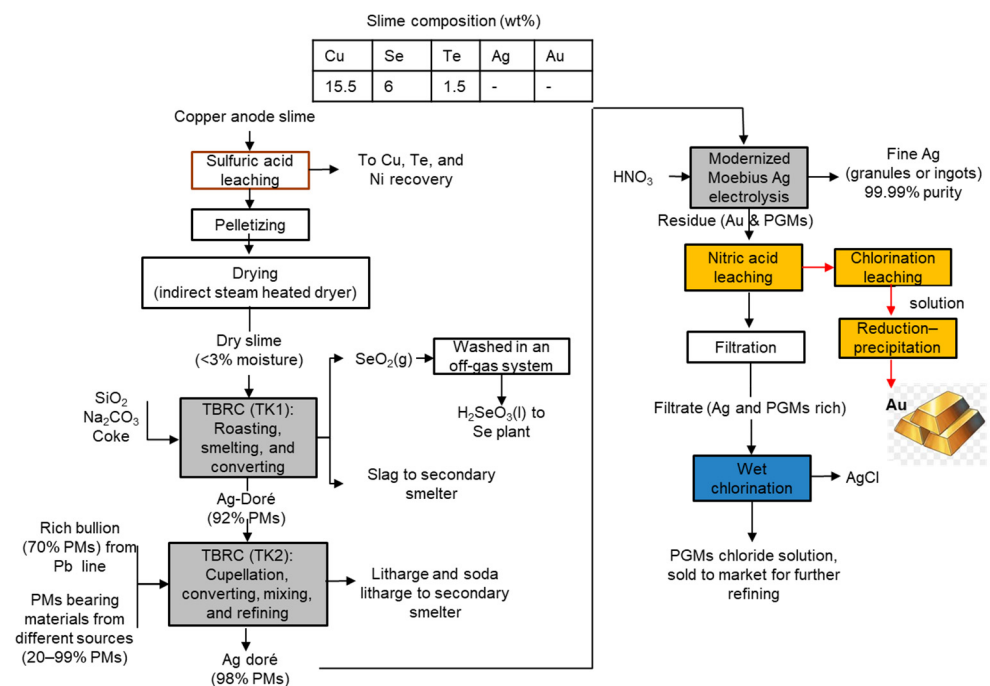 Slime composition (wt%)
Cu Se Te Ag Au
15.5 6 1.5 - -
Copper anode slime
Sulfuric acid
leaching
To Cu, Te, and
Ni recovery
Pelletizing
Drying
(indirect steam heated dryer)
Dry slime
(<3% moisture)
SeO₂(g)
Washed in an
off-gas system
H₂SeO₃(l) to
Se plant
SiO₂
Na₂CO₃
Coke
TBRC (TK1):
Roasting,
smelting, and
converting
Slag to secondary
smelter
Ag-Doré
(92% PMs)
Rich bullion
(70% PMs) from
Pb line
PMs bearing
materials from
different sources
(20–99% PMs)
TBRC (TK2):
Cupellation,
converting, mixing,
and refining
Litharge and soda
litharge to secondary
smelter
Ag doré
(98% PMs)
HNO₃
Modernized
Moebius Ag
electrolysis
Fine Ag
(granules or ingots)
99.99% purity
Residue (Au & PGMs)
Nitric acid
leaching
Chlorination
leaching
solution
Reduction–
precipitation
Au
Filtration
Filtrate (Ag and PGMs rich)
Wet
chlorination
AgCl
PGMs chloride solution,
sold to market for further
refining